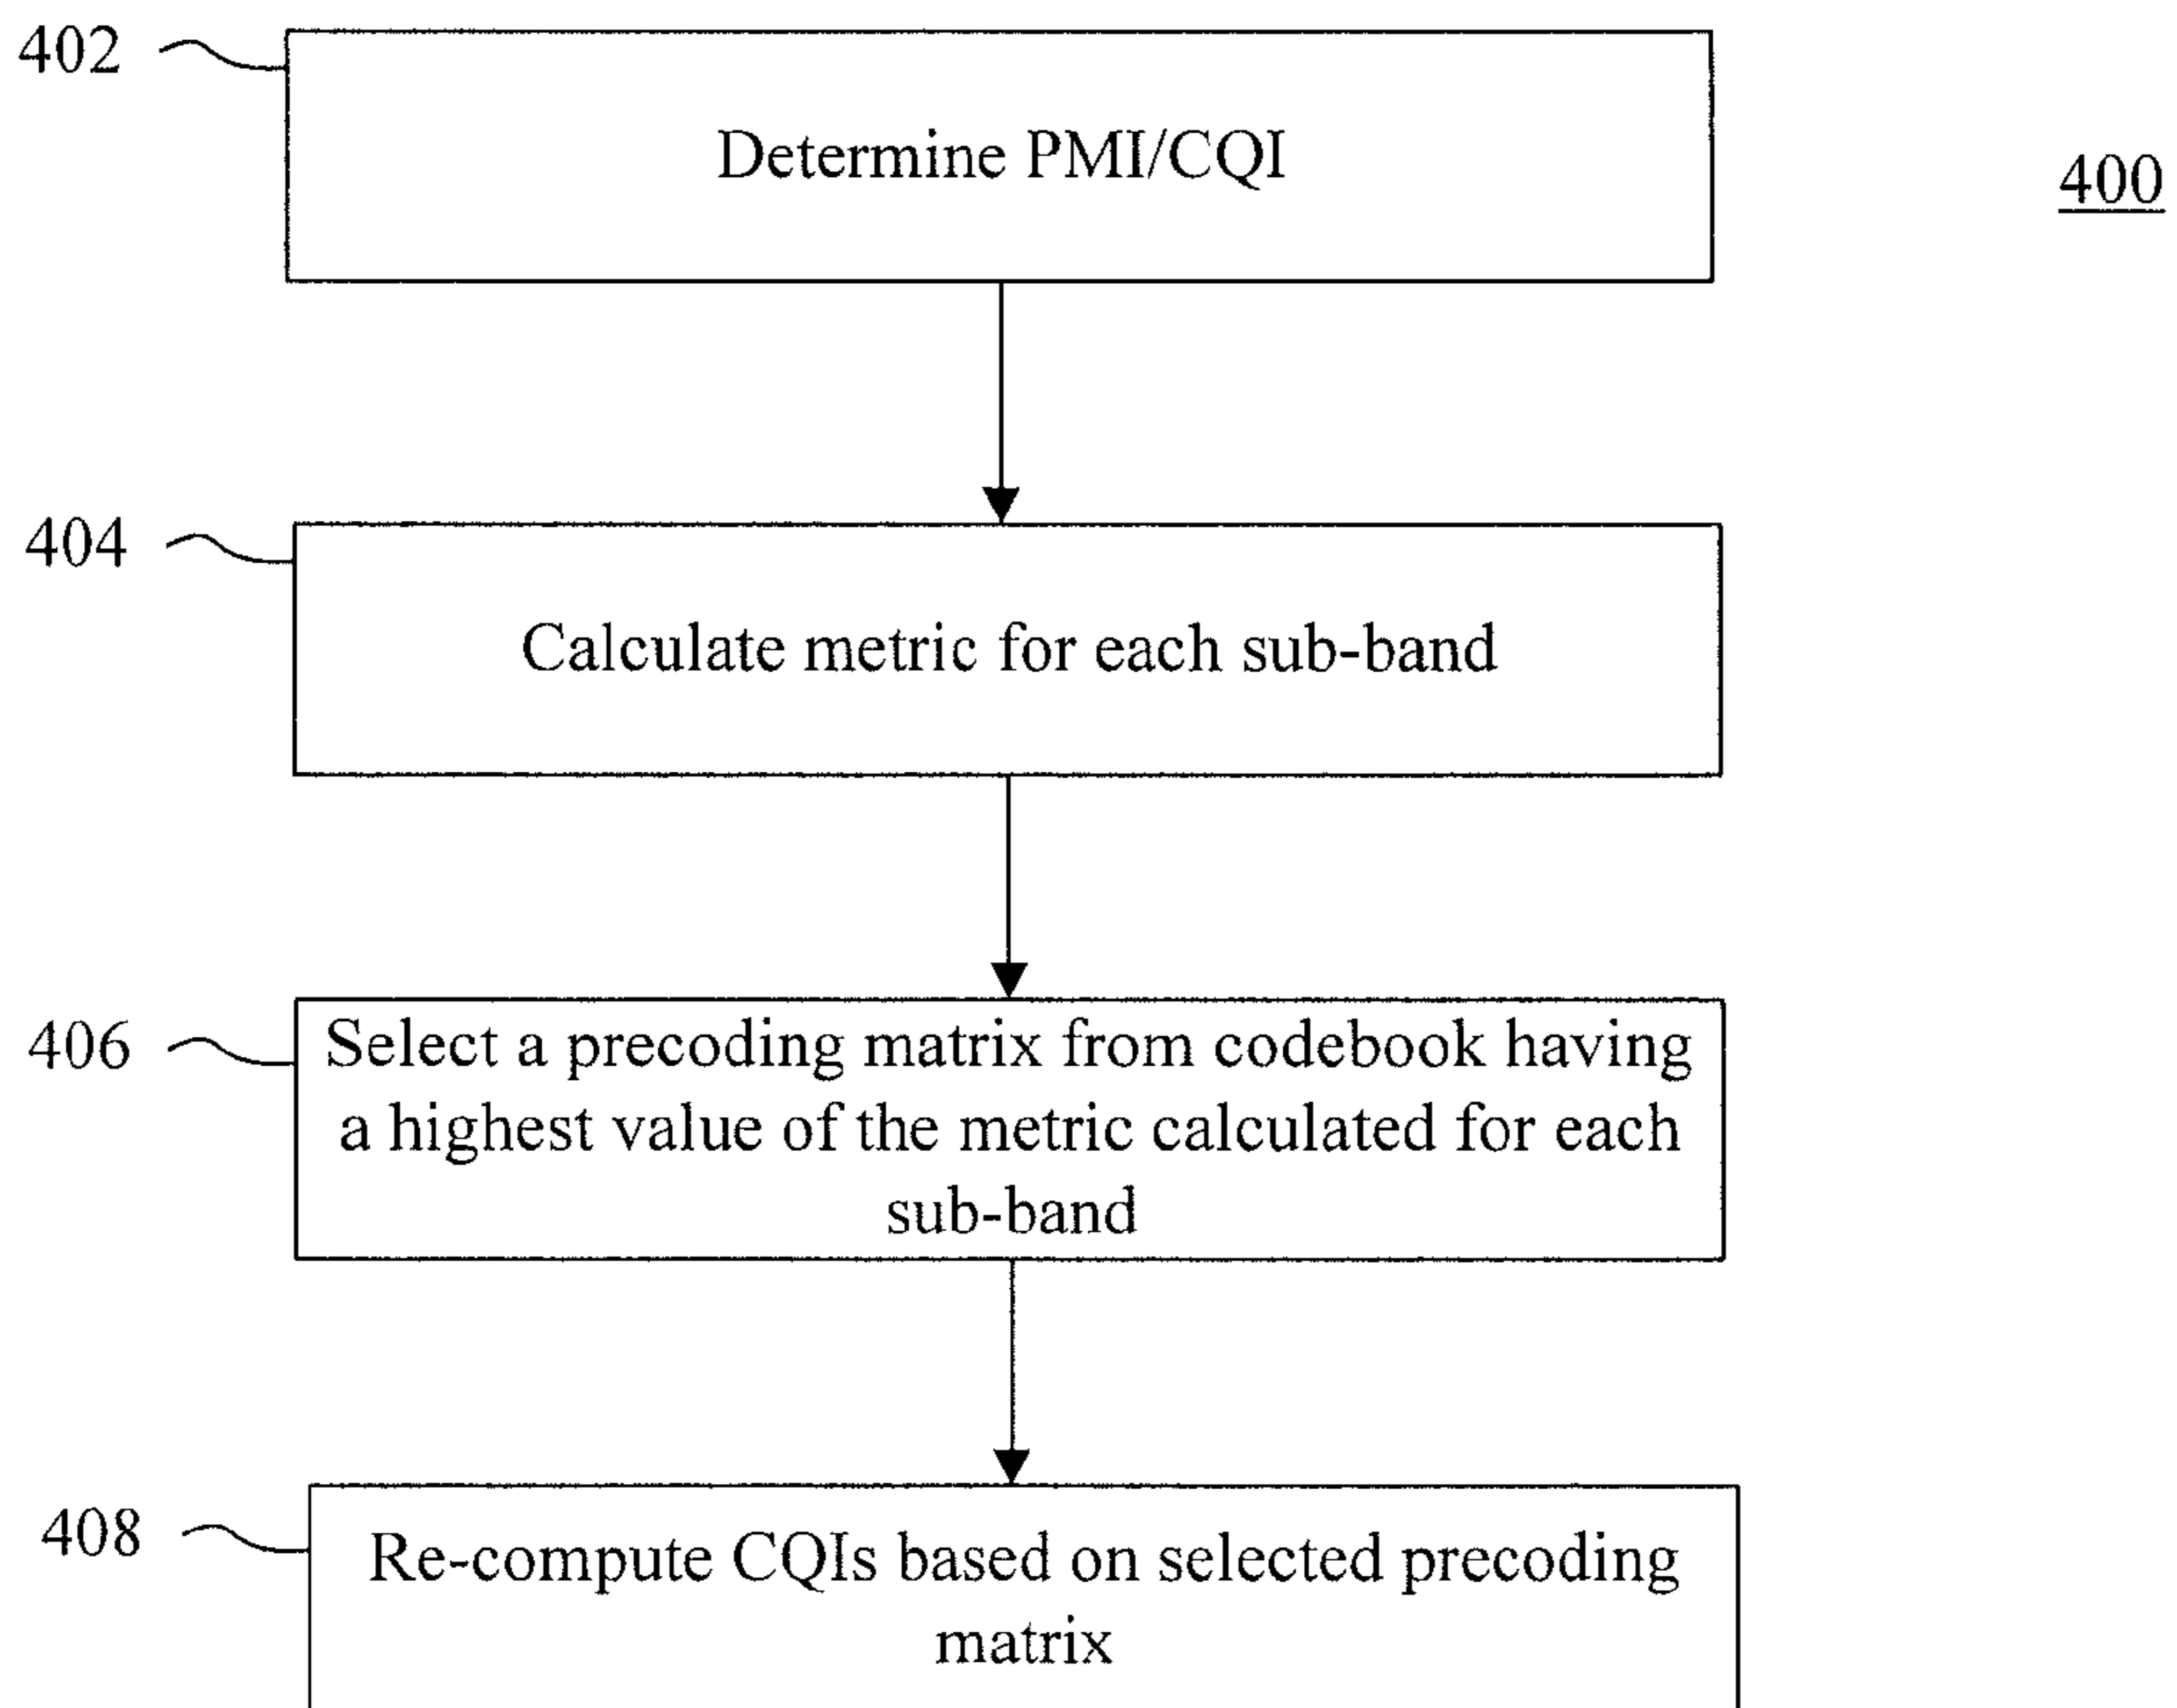 402
Determine PMI/CQI
400
404
Calculate metric for each sub-band
406
Select a precoding matrix from codebook having
a highest value of the metric calculated for each
sub-band
408
Re-compute CQIs based on selected precoding
matrix